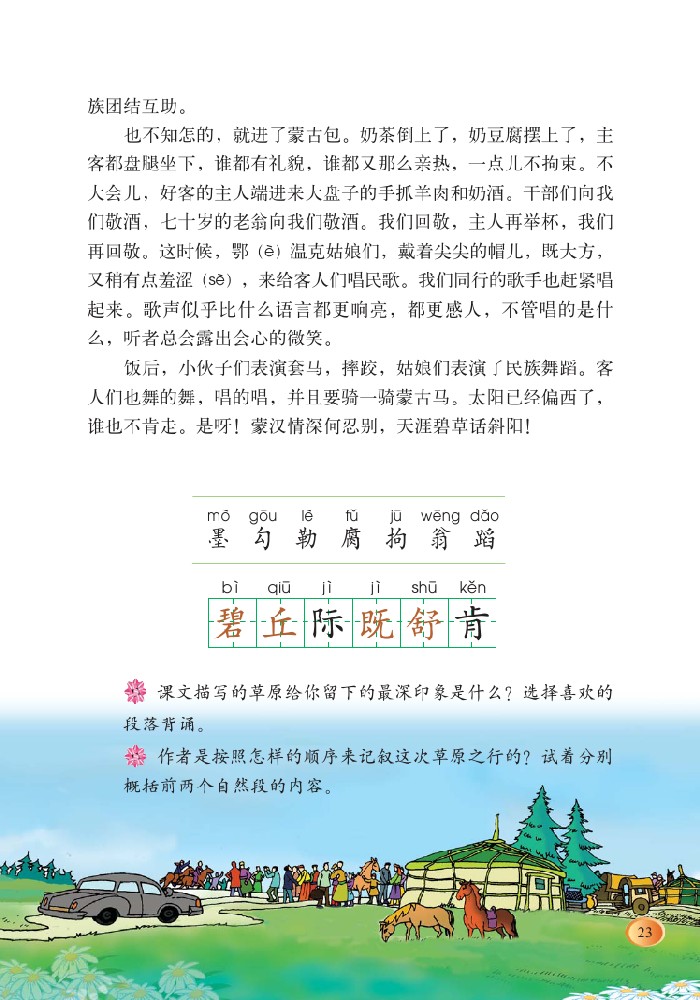 族团结互助。
也不知怎的，就进了蒙古包。奶茶倒上了，奶豆腐摆上了，主
客都盘腿坐下，谁都有礼貌，谁都又那么亲热，一点儿不拘束。不
大会儿，好客的主人端进来大盘子的手抓羊肉和奶酒。干部们向我
们敬酒，七十岁的老翁向我们敬酒。我们回敬，主人再举杯，我们
再回敬。这时候，鄂（è）温克姑娘们，戴着尖尖的帽儿，既大方，
又稍有点羞涩（sè），来给客人们唱民歌。我们同行的歌手也赶紧唱
起来。歌声似乎比什么语言都更响亮，都更感人，不管唱的是什
么，听者总会露出会心的微笑。
饭后，小伙子们表演套马，摔跤，姑娘们表演了民族舞蹈。客
人们也舞的舞，唱的唱，并且要骑一骑蒙古马。太阳已经偏西了，
谁也不肯走。是呀！蒙汉情深何忍别，天涯碧草话斜阳！
mò gōu lè fǔ jū wēng dǎo
墨 勾 勒 腐 拘 翁 蹈
bì qiū jì jì shū kěn
碧 丘 际 既 舒 肯
课文描写的草原给你留下的最深印象是什么？选择喜欢的
段落背诵。
作者是按照怎样的顺序来记叙这次草原之行的？试着分别
概括前两个自然段的内容。
23